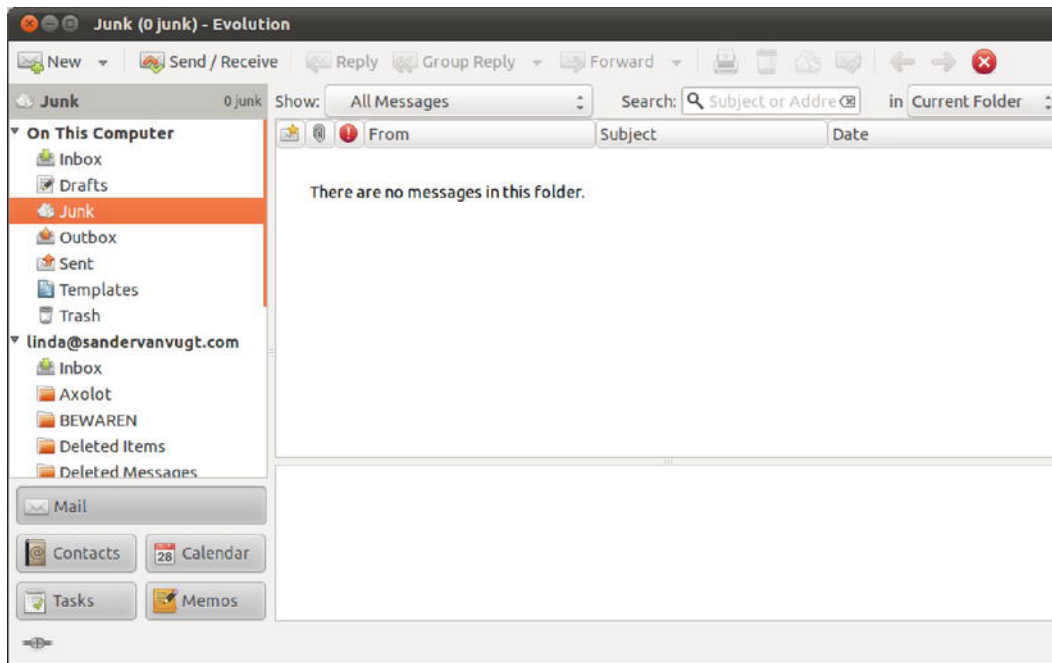 Junk (0 junk) - Evolution
New Send / Receive Reply Group Reply Forward
Junk 0 junk Show: All Messages Search: Subject or Addre in Current Folder
On This Computer
From Subject Date
Inbox
Drafts
There are no messages in this folder.
Junk
Outbox
Sent
Templates
Trash
linda@sandervanvugt.com
Inbox
Axolot
BEWAREN
Deleted Items
Deleted Messages
Mail
Contacts 28 Calendar
Tasks Memos